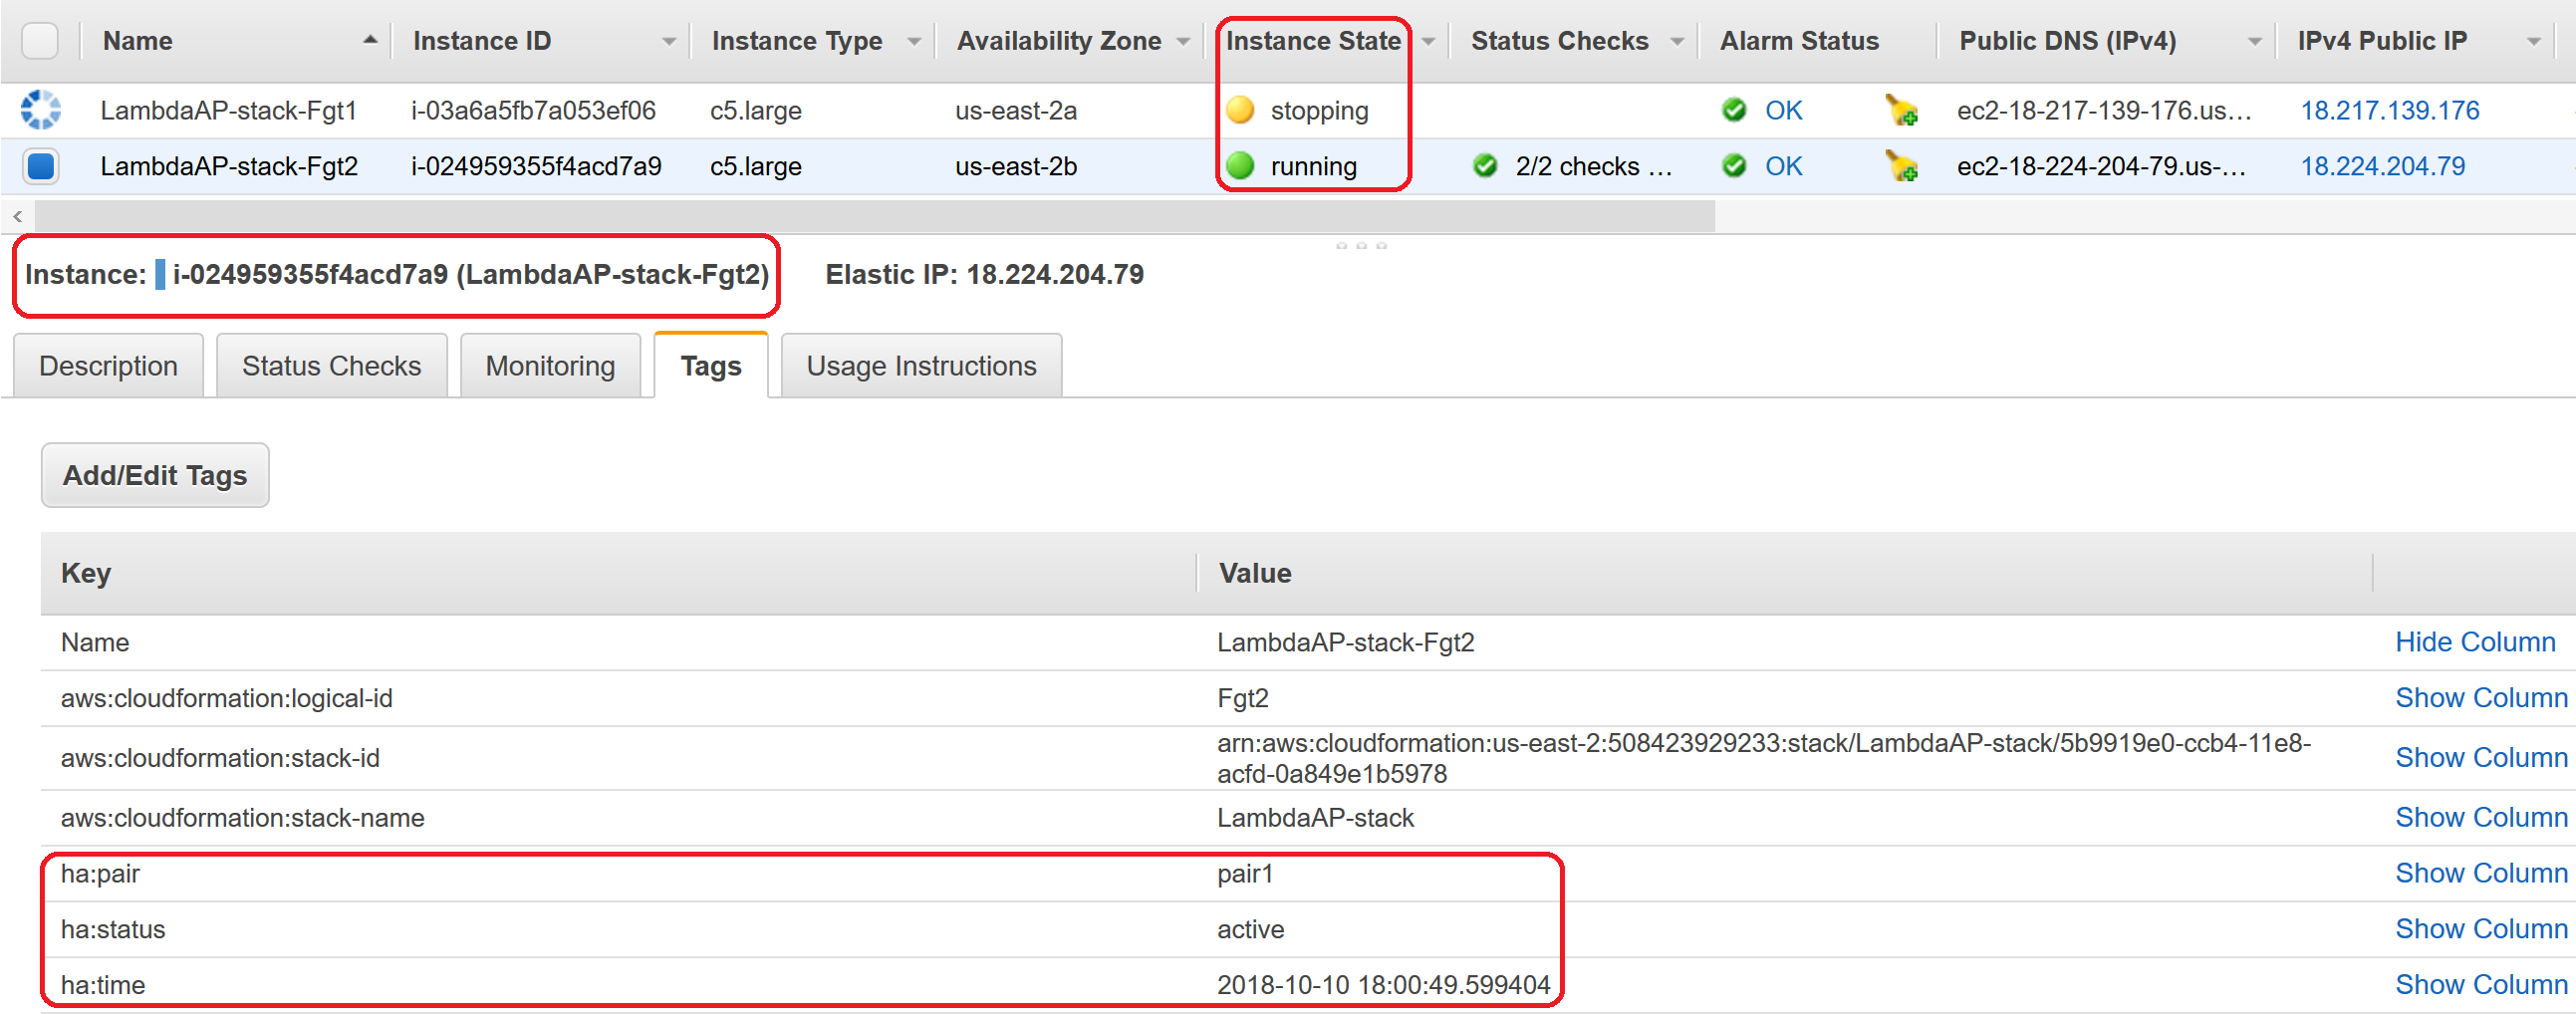 Name Instance ID Instance Type Availability Zone Instance State Status Checks Alarm Status Public DNS (IPv4) IPv4 Public IP
LambdaAP-stack-Fgt1 i-03a6a5fb7a053ef06 c5.large us-east-2a stopping OK ec2-18-217-139-176.us... 18.217.139.176
LambdaAP-stack-Fgt2 i-024959355f4acd7a9 c5.large us-east-2b running 2/2 checks ... OK ec2-18-224-204-79.us-... 18.224.204.79
Instance: i-024959355f4acd7a9 (LambdaAP-stack-Fgt2) Elastic IP: 18.224.204.79
Description Status Checks Monitoring Tags Usage Instructions
Add/Edit Tags
Key Value
Name LambdaAP-stack-Fgt2 Hide Column
aws:cloudformation:logical-id Fgt2 Show Column
aws:cloudformation:stack-id arn:aws:cloudformation:us-east-2:508423929233:stack/LambdaAP-stack/5b9919e0-ccb4-11e8- Show Column
acfd-0a849e1b5978
aws:cloudformation:stack-name LambdaAP-stack Show Column
ha:pair pair1 Show Column
ha:status active Show Column
ha:time 2018-10-10 18:00:49.599404 Show Column